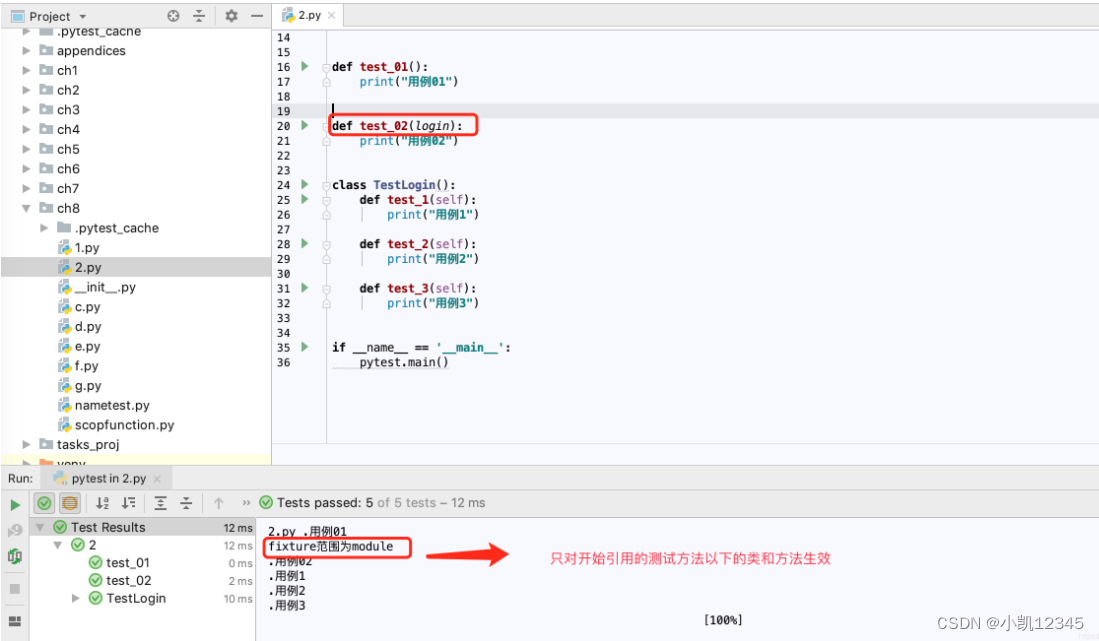 Project
2.py
.pytest_cache
appendices
ch1
ch2
ch3
ch4
ch5
ch6
ch7
ch8
.pytest_cache
1.py
2.py
__init__.py
c.py
d.py
e.py
f.py
g.py
nametest.py
scopfunction.py
tasks_proj
venv
14
15
16 def test_01():
17 print("用例01")
18
19
20 def test_02(login):
21 print("用例02")
22
23
24 class TestLogin():
25 def test_1(self):
26 print("用例1")
27
28 def test_2(self):
29 print("用例2")
30
31 def test_3(self):
32 print("用例3")
33
34
35 if __name__ == '__main__':
36 pytest.main()
Run: pytest in 2.py
Tests passed: 5 of 5 tests – 12 ms
Test Results 12 ms
2 12 ms
test_01 0 ms
test_02 2 ms
TestLogin 10 ms
2.py .用例01
fixture范围为module
.用例02
.用例1
.用例2
.用例3
[100%]
只对开始引用的测试方法以下的类和方法生效
CSDN @小凯12345